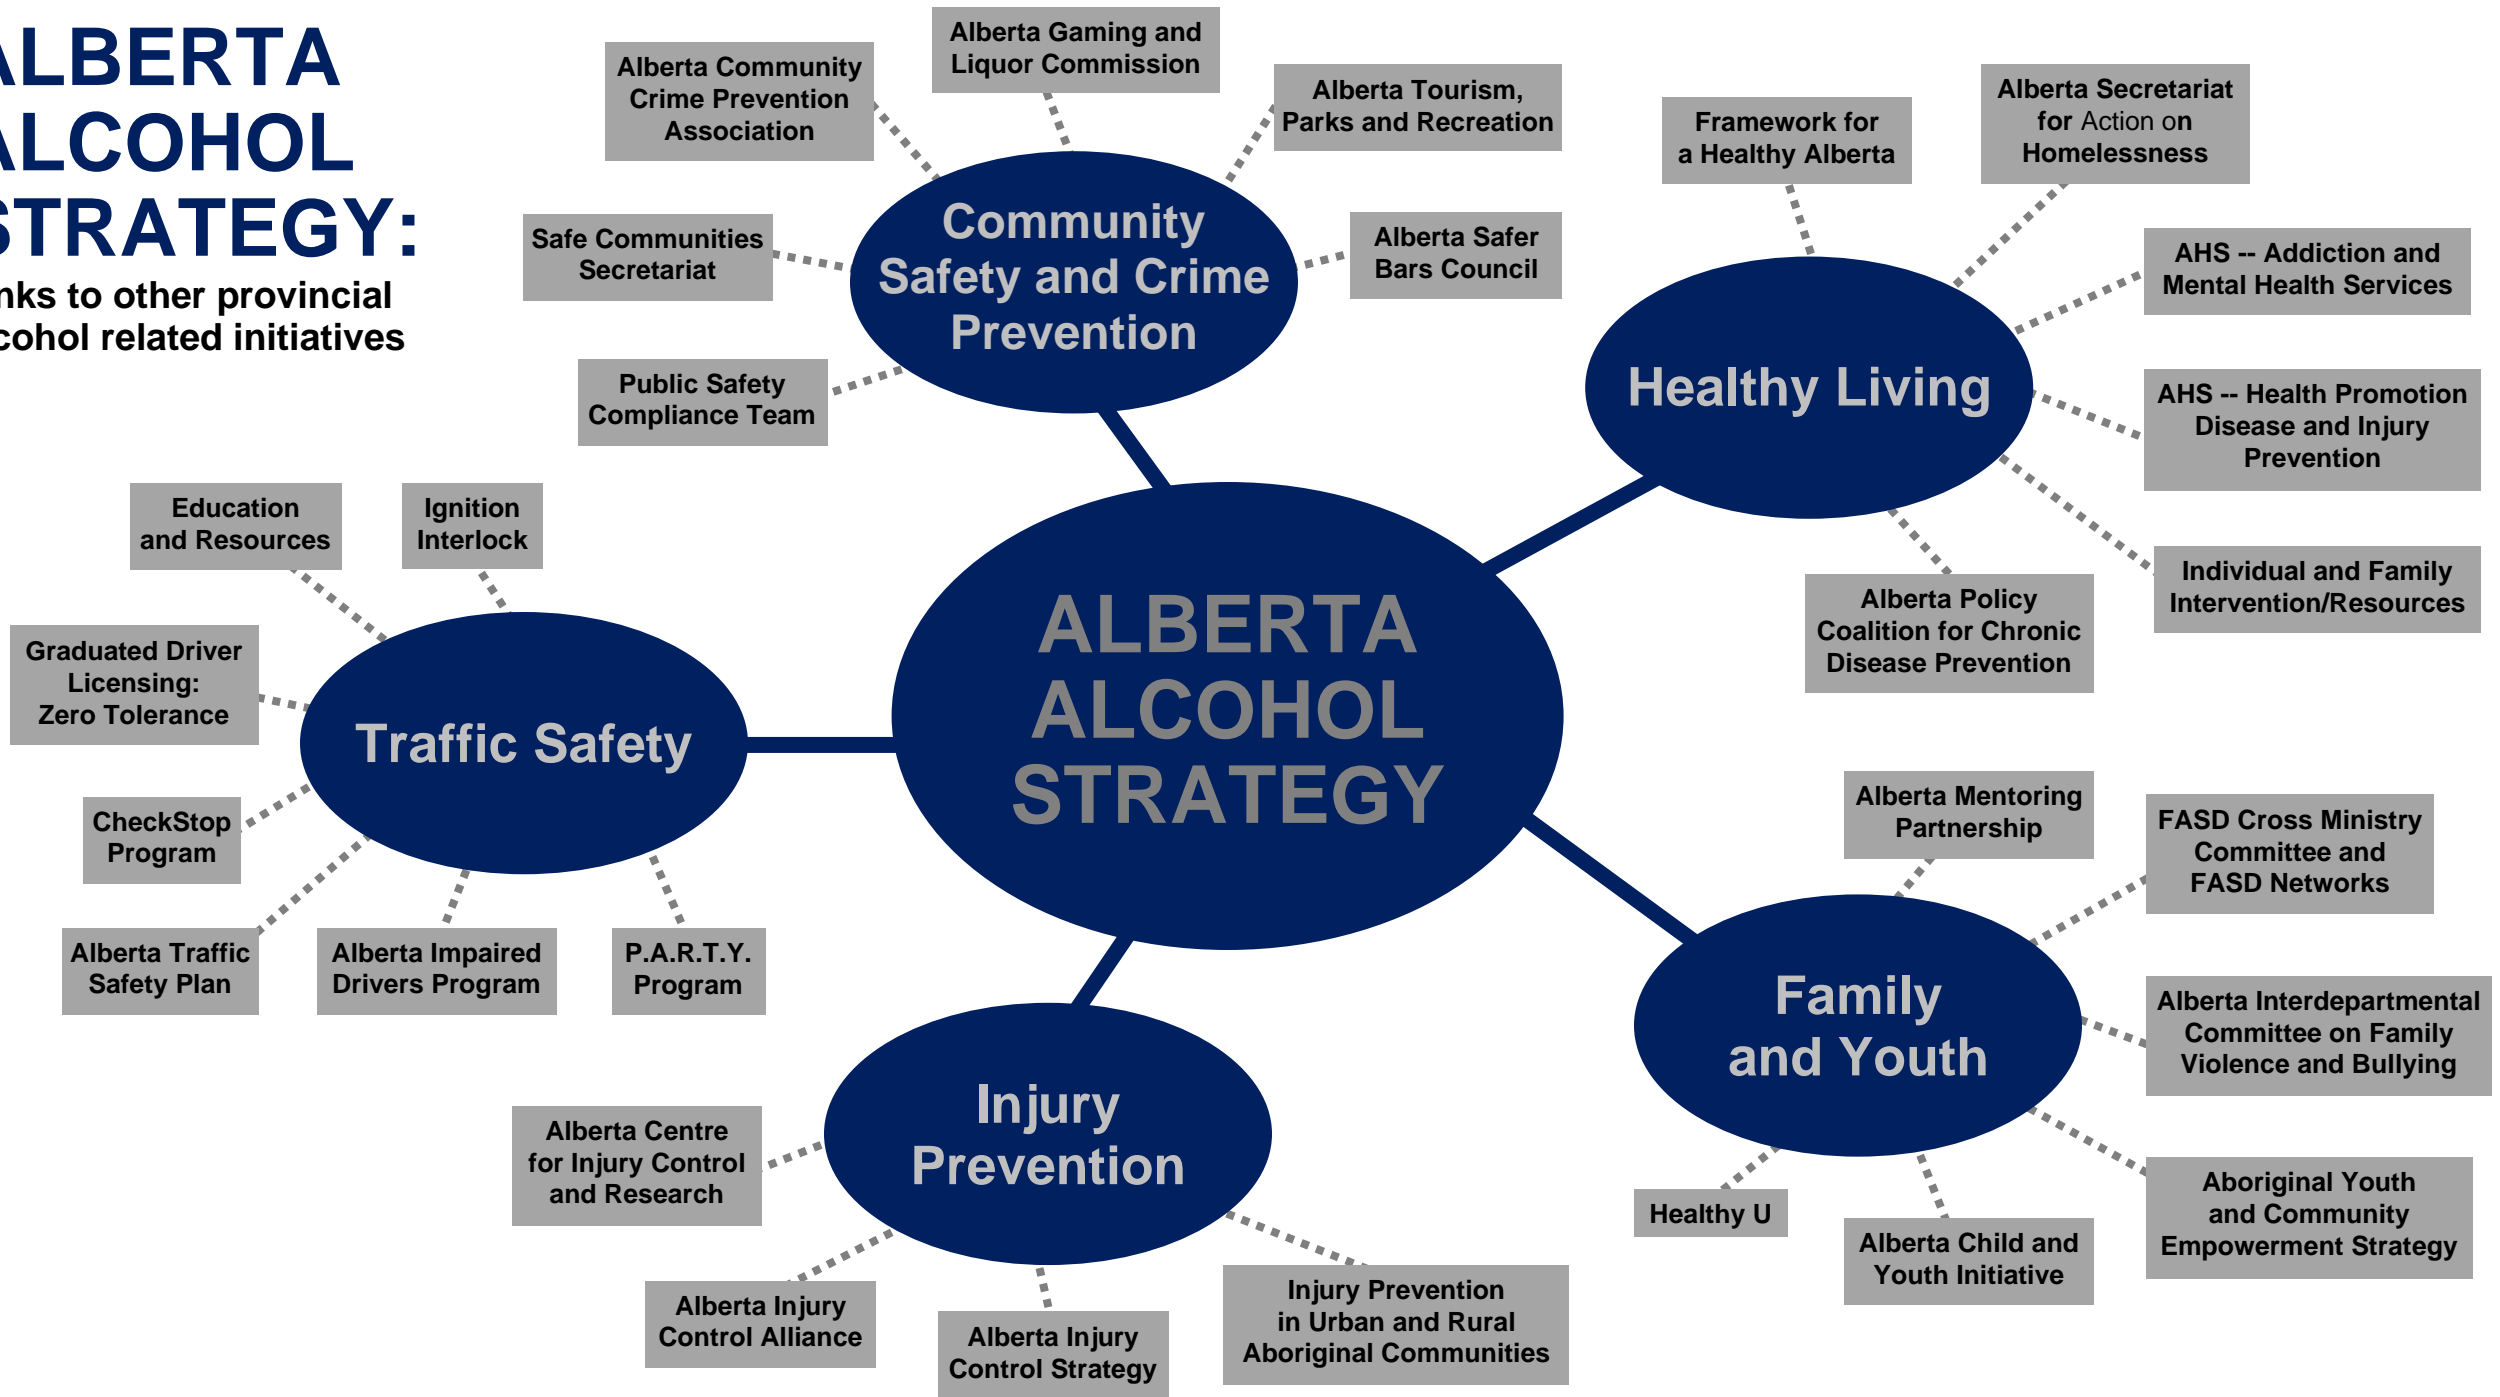 ALBERTA
ALCOHOL
STRATEGY:
nks to other provincial
cohol related initiatives
Alberta Community
Crime Prevention
Association
Alberta Gaming and
Liquor Commission
Alberta Tourism,
Parks and Recreation
Safe Communities
Secretariat
Alberta Safer
Bars Council
Public Safety
Compliance Team
Community
Safety and Crime
Prevention
Framework for
a Healthy Alberta
Alberta Secretariat
for Action on
Homelessness
AHS -- Addiction and
Mental Health Services
AHS -- Health Promotion
Disease and Injury
Prevention
Individual and Family
Intervention/Resources
Alberta Policy
Coalition for Chronic
Disease Prevention
Healthy Living
Education
and Resources
Ignition
Interlock
Graduated Driver
Licensing:
Zero Tolerance
Traffic Safety
CheckStop
Program
Alberta Traffic
Safety Plan
Alberta Impaired
Drivers Program
P.A.R.T.Y.
Program
ALBERTA
ALCOHOL
STRATEGY
Alberta Mentoring
Partnership
FASD Cross Ministry
Committee and
FASD Networks
Family
and Youth
Alberta Interdepartmental
Committee on Family
Violence and Bullying
Aboriginal Youth
and Community
Empowerment Strategy
Healthy U
Alberta Child and
Youth Initiative
Injury
Prevention
Alberta Centre
for Injury Control
and Research
Alberta Injury
Control Alliance
Alberta Injury
Control Strategy
Injury Prevention
in Urban and Rural
Aboriginal Communities